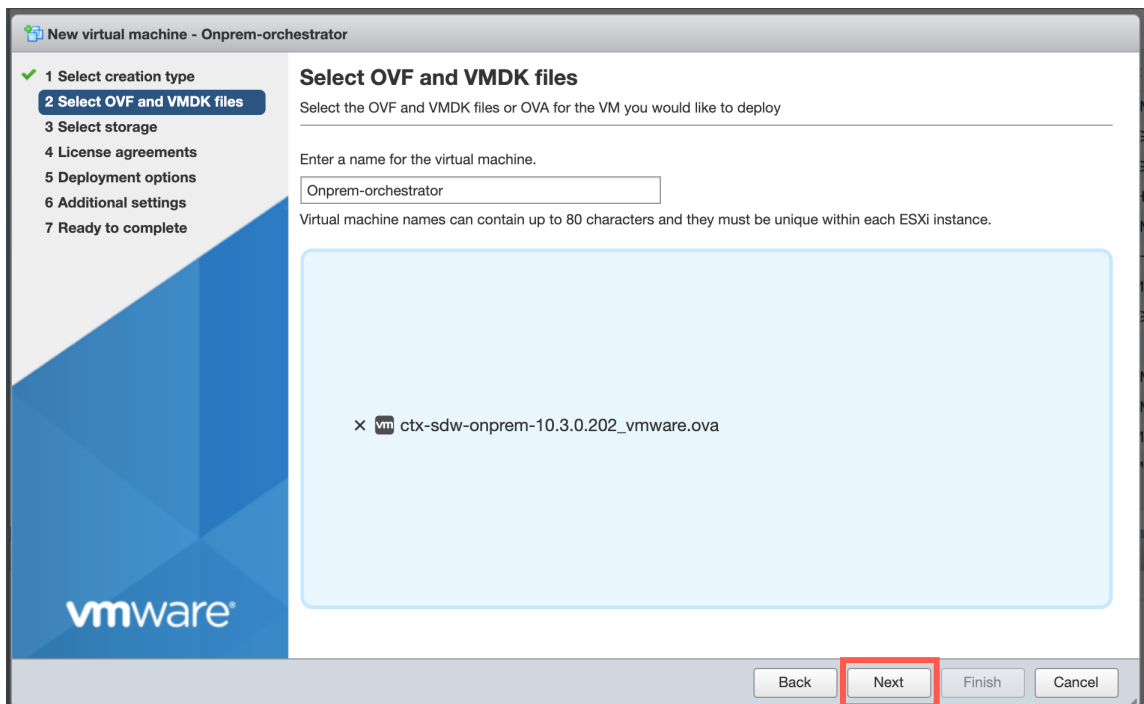 New virtual machine - Onprem-orchestrator
1 Select creation type
2 Select OVF and VMDK files
3 Select storage
4 License agreements
5 Deployment options
6 Additional settings
7 Ready to complete
vmware®
Select OVF and VMDK files
Select the OVF and VMDK files or OVA for the VM you would like to deploy
Enter a name for the virtual machine.
Onprem-orchestrator
Virtual machine names can contain up to 80 characters and they must be unique within each ESXi instance.
× vm ctx-sdw-onprem-10.3.0.202_vmware.ova
Back Next Finish Cancel